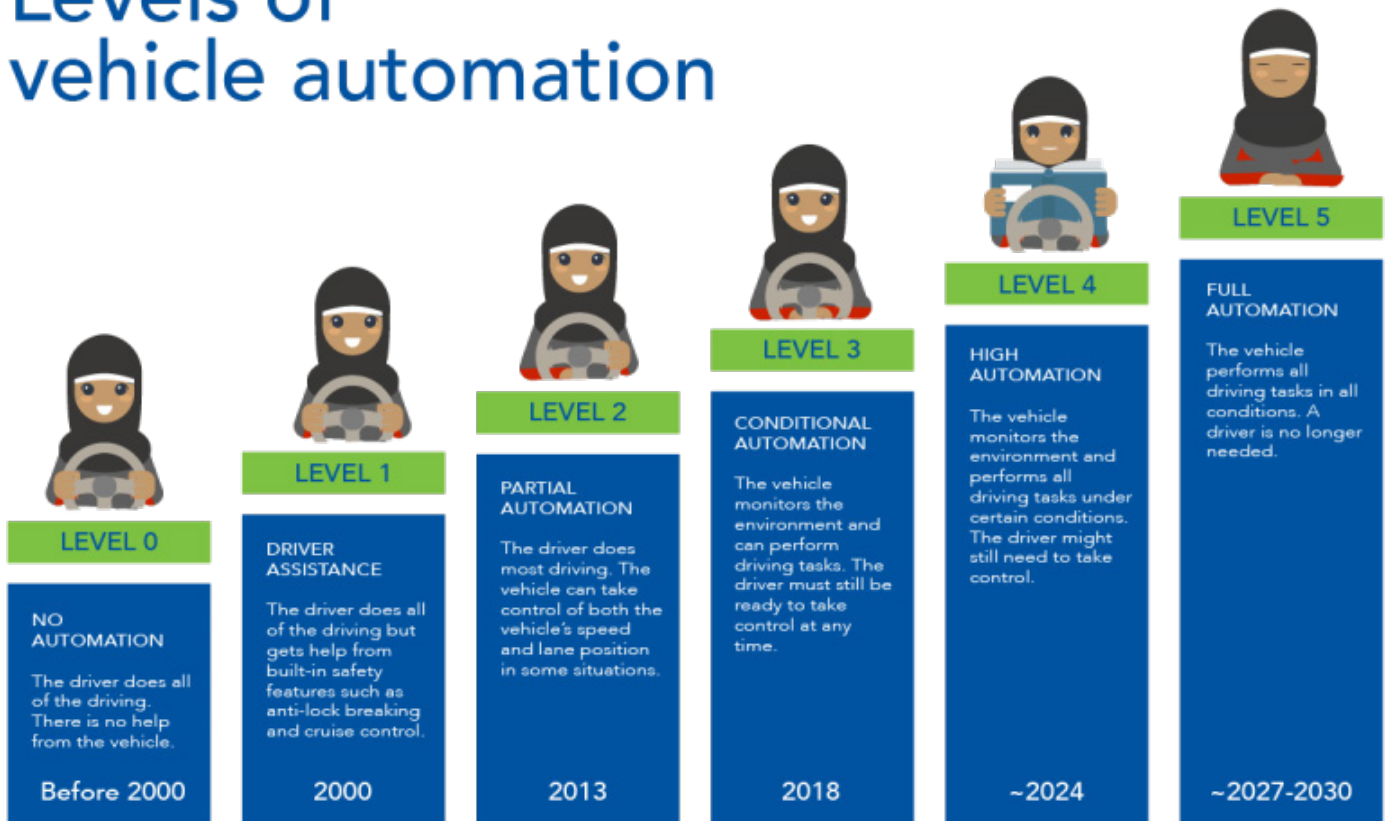 Levels of
vehicle automation
LEVEL 0
NO
AUTOMATION
The driver does all
of the driving.
There is no help
from the vehicle.
Before 2000
LEVEL 1
DRIVER
ASSISTANCE
The driver does all
of the driving but
gets help from
built-in safety
features such as
anti-lock breaking
and cruise control.
2000
LEVEL 2
PARTIAL
AUTOMATION
The driver does
most driving. The
vehicle can take
control of both the
vehicle's speed
and lane position
in some situations.
2013
LEVEL 3
CONDITIONAL
AUTOMATION
The vehicle
monitors the
environment and
can perform
driving tasks. The
driver must still be
ready to take
control at any
time.
2018
LEVEL 4
HIGH
AUTOMATION
The vehicle
monitors the
environment and
performs all
driving tasks under
certain conditions.
The driver might
still need to take
control.
~2024
LEVEL 5
FULL
AUTOMATION
The vehicle
performs all
driving tasks in all
conditions. A
driver is no longer
needed.
~2027-2030